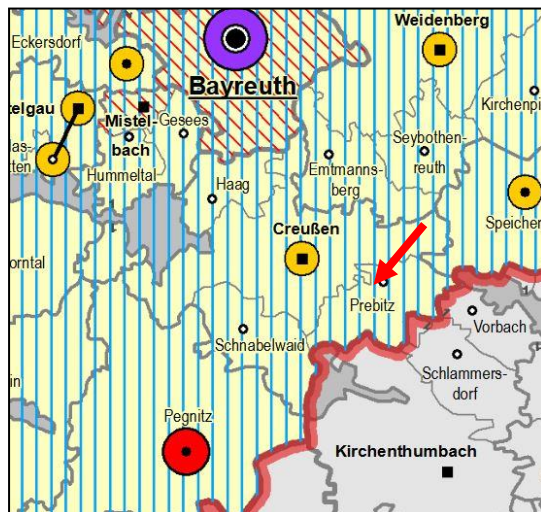 Weidenberg
Eckersdorf
Bayreuth
Kirchenpi
telgau
Mistel-
bach
Gesees
Seybothen-
reuth
las-
tten
Hummeltal
Emtmanns-
berg
Haag
Speicher
Creußen
orntal
Prebitz
Vorbach
Schnabelwaid
Schlammers-
dorf
in
Pegnitz
Kirchenthumbach